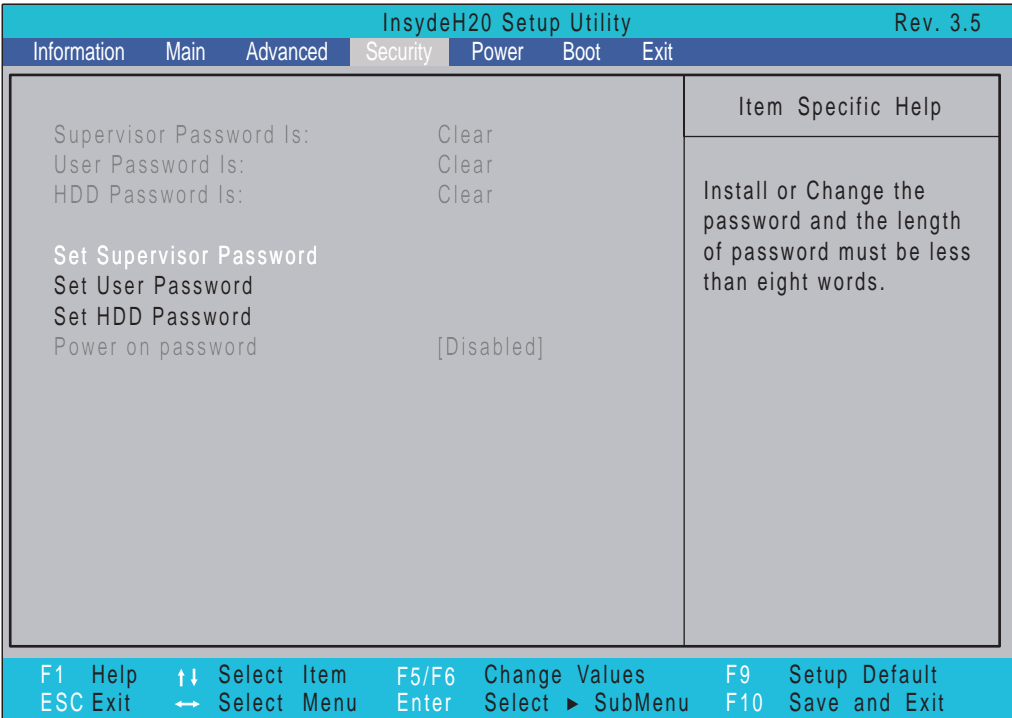 InsydeH20 Setup Utility Rev. 3.5
Information Main Advanced Security Power Boot Exit
Supervisor Password Is: Clear
User Password Is: Clear
HDD Password Is: Clear
Set Supervisor Password
Set User Password
Set HDD Password
Power on password [Disabled]
Item Specific Help
Install or Change the
password and the length
of password must be less
than eight words.
F1 Help ↑↓ Select Item F5/F6 Change Values F9 Setup Default
ESC Exit ↔ Select Menu Enter Select ► SubMenu F10 Save and Exit